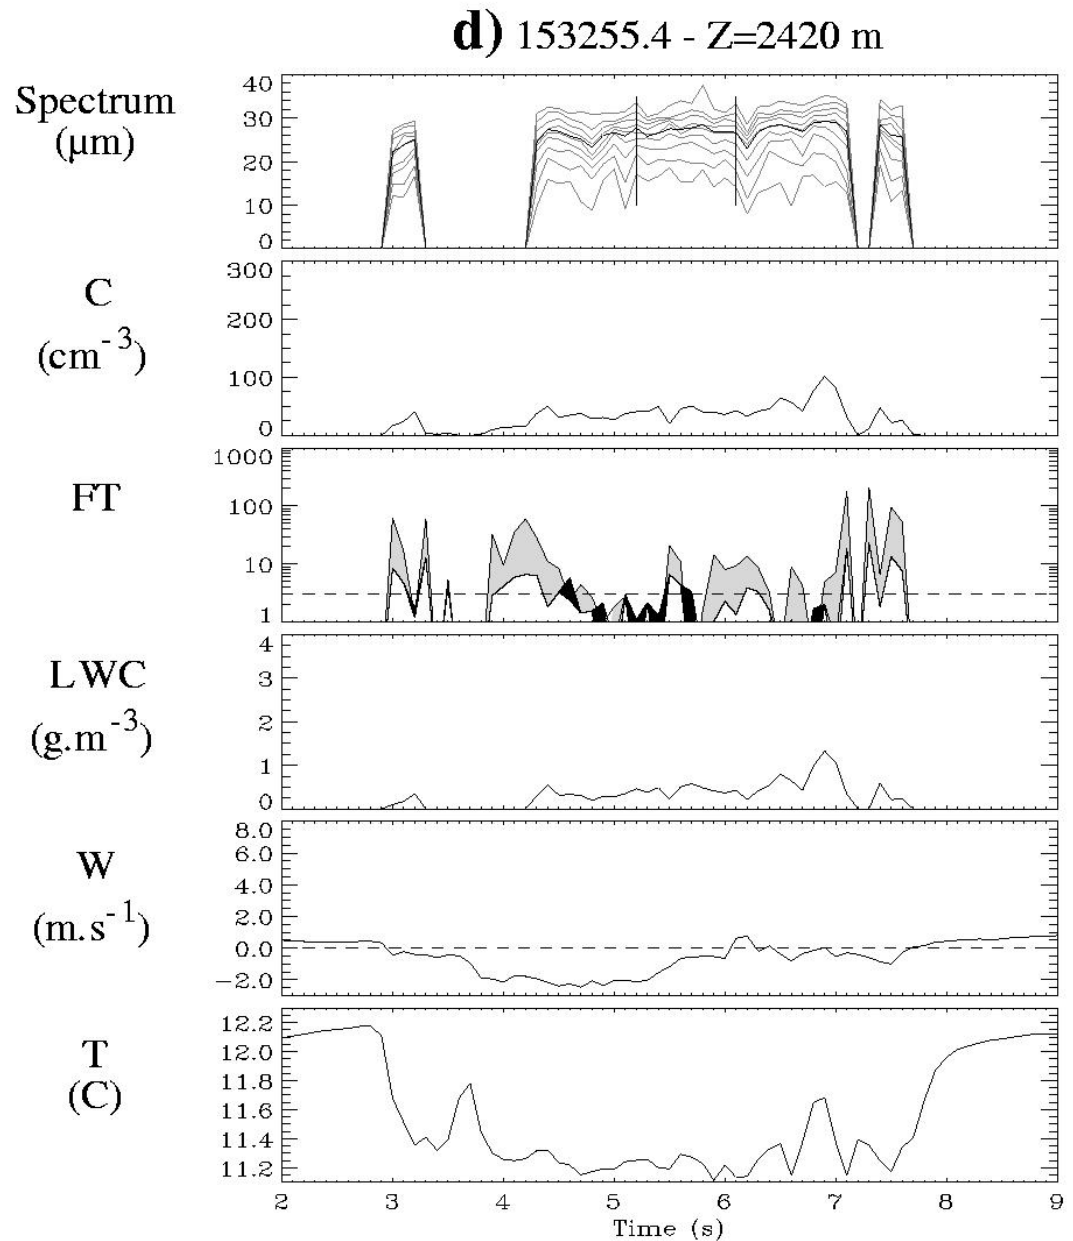 d) 153255.4 - Z=2420 m
Spectrum
(µm)
40
30
20
10
0
C
(cm-3)
300
200
100
0
FT
1000
100
10
1
LWC
(g.m-3)
4
3
2
1
0
W
(m.s-1)
8.0
6.0
4.0
2.0
0.0
−2.0
T
(C)
12.2
12.0
11.8
11.6
11.4
11.2
2 3 4 5 6 7 8 9
Time (s)